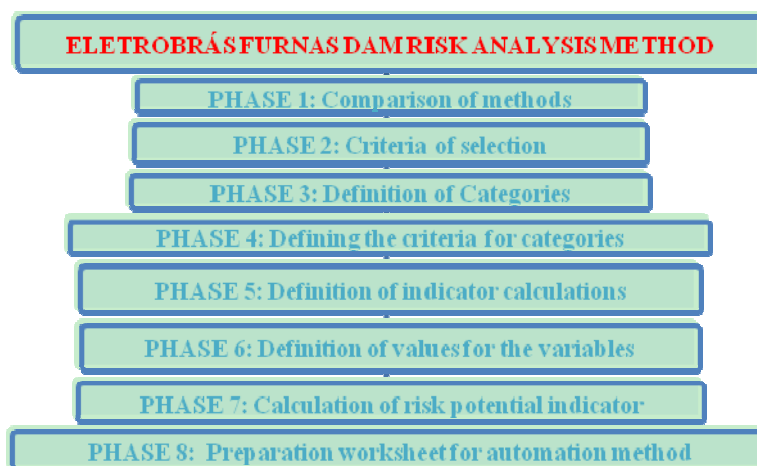 ELETROBRÁS FURNAS DAM RISK ANALYSIS METHOD
PHASE 1: Comparison of methods
PHASE 2: Criteria of selection
PHASE 3: Definition of Categories
PHASE 4: Defining the criteria for categories
PHASE 5: Definition of indicator calculations
PHASE 6: Definition of values for the variables
PHASE 7: Calculation of risk potential indicator
PHASE 8: Preparation worksheet for automation method